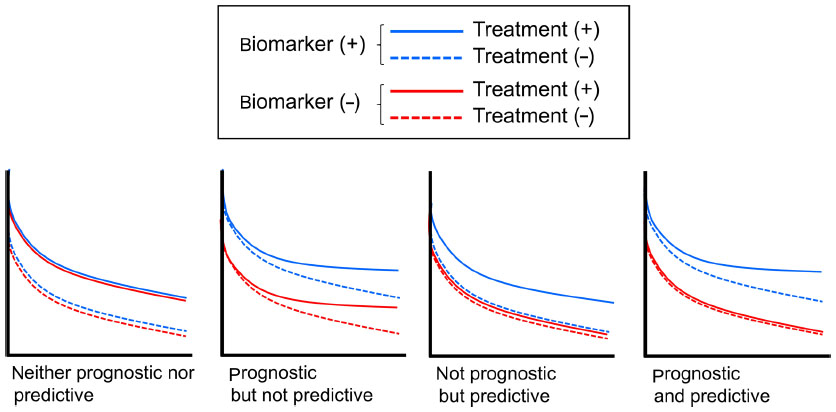 Biomarker (+)
Treatment (+)
Treatment (–)
Biomarker (–)
Treatment (+)
Treatment (–)
Neither prognostic nor
predictive
Prognostic
but not predictive
Not prognostic
but predictive
Prognostic
and predictive